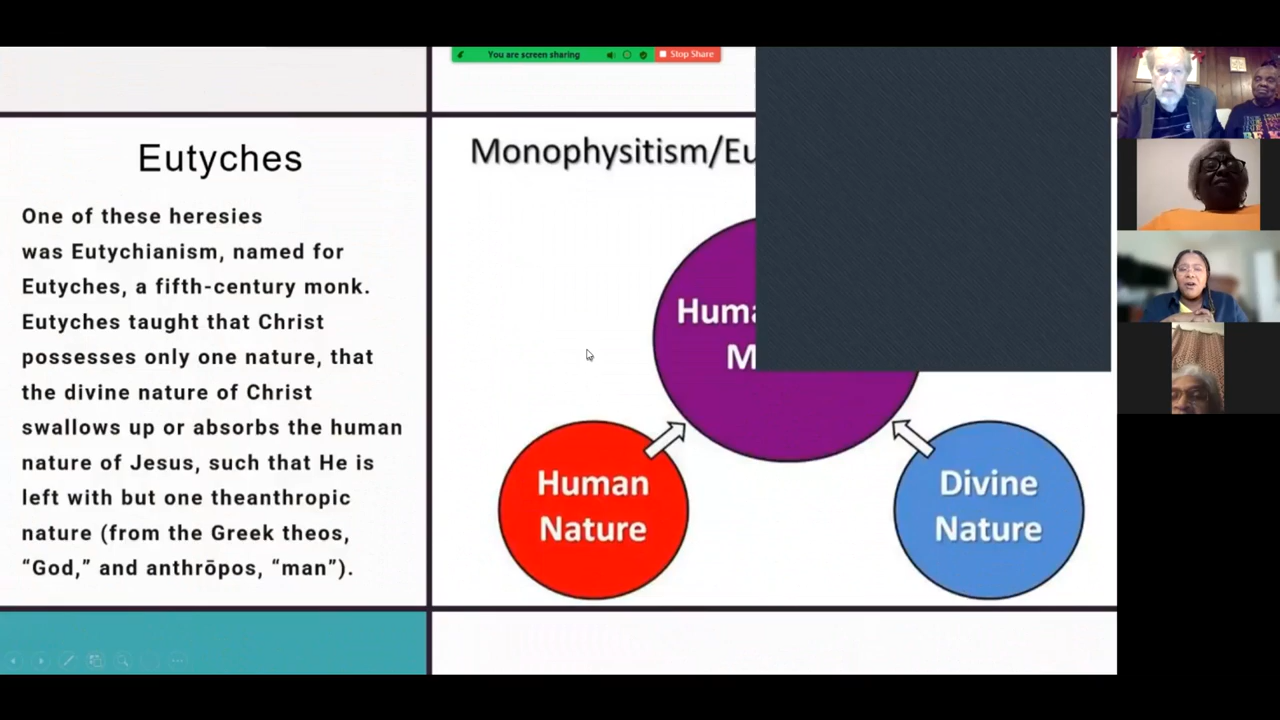 You are screen sharing
Stop Share
Eutyches
One of these heresies
was Eutychianism, named for
Eutyches, a fifth-century monk.
Eutyches taught that Christ
possesses only one nature, that
the divine nature of Christ
swallows up or absorbs the human
nature of Jesus, such that He is
left with but one theanthropic
nature (from the Greek theos,
“God,” and anthrōpos, “man”).
Monophysitism/Eu
Huma
M
Human
Nature
Divine
Nature